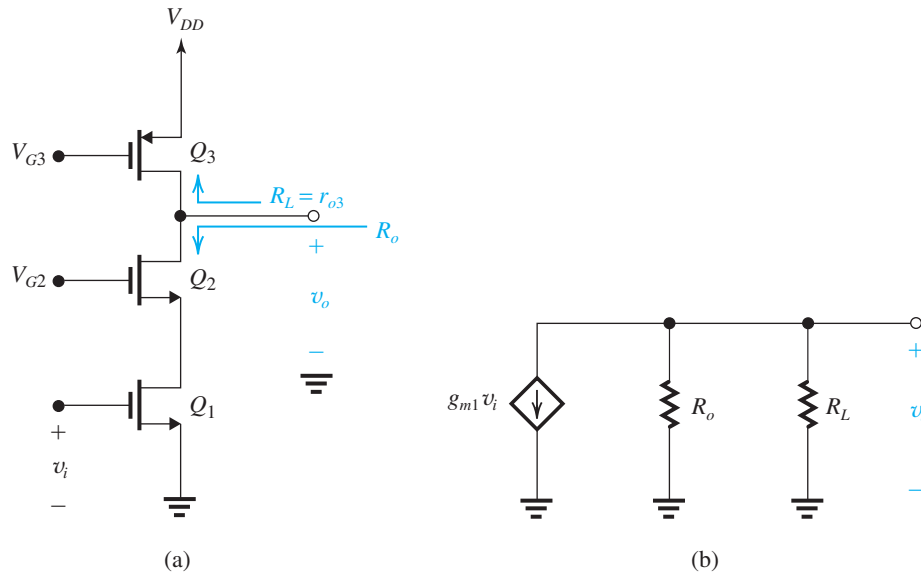 V_DD
V_G3
Q_3
R_L = r_o3
R_o
+
V_G2
Q_2
v_o
−
Q_1
+
v_i
−
(a)
g_m1 v_i
R_o
R_L
+
v
−
(b)